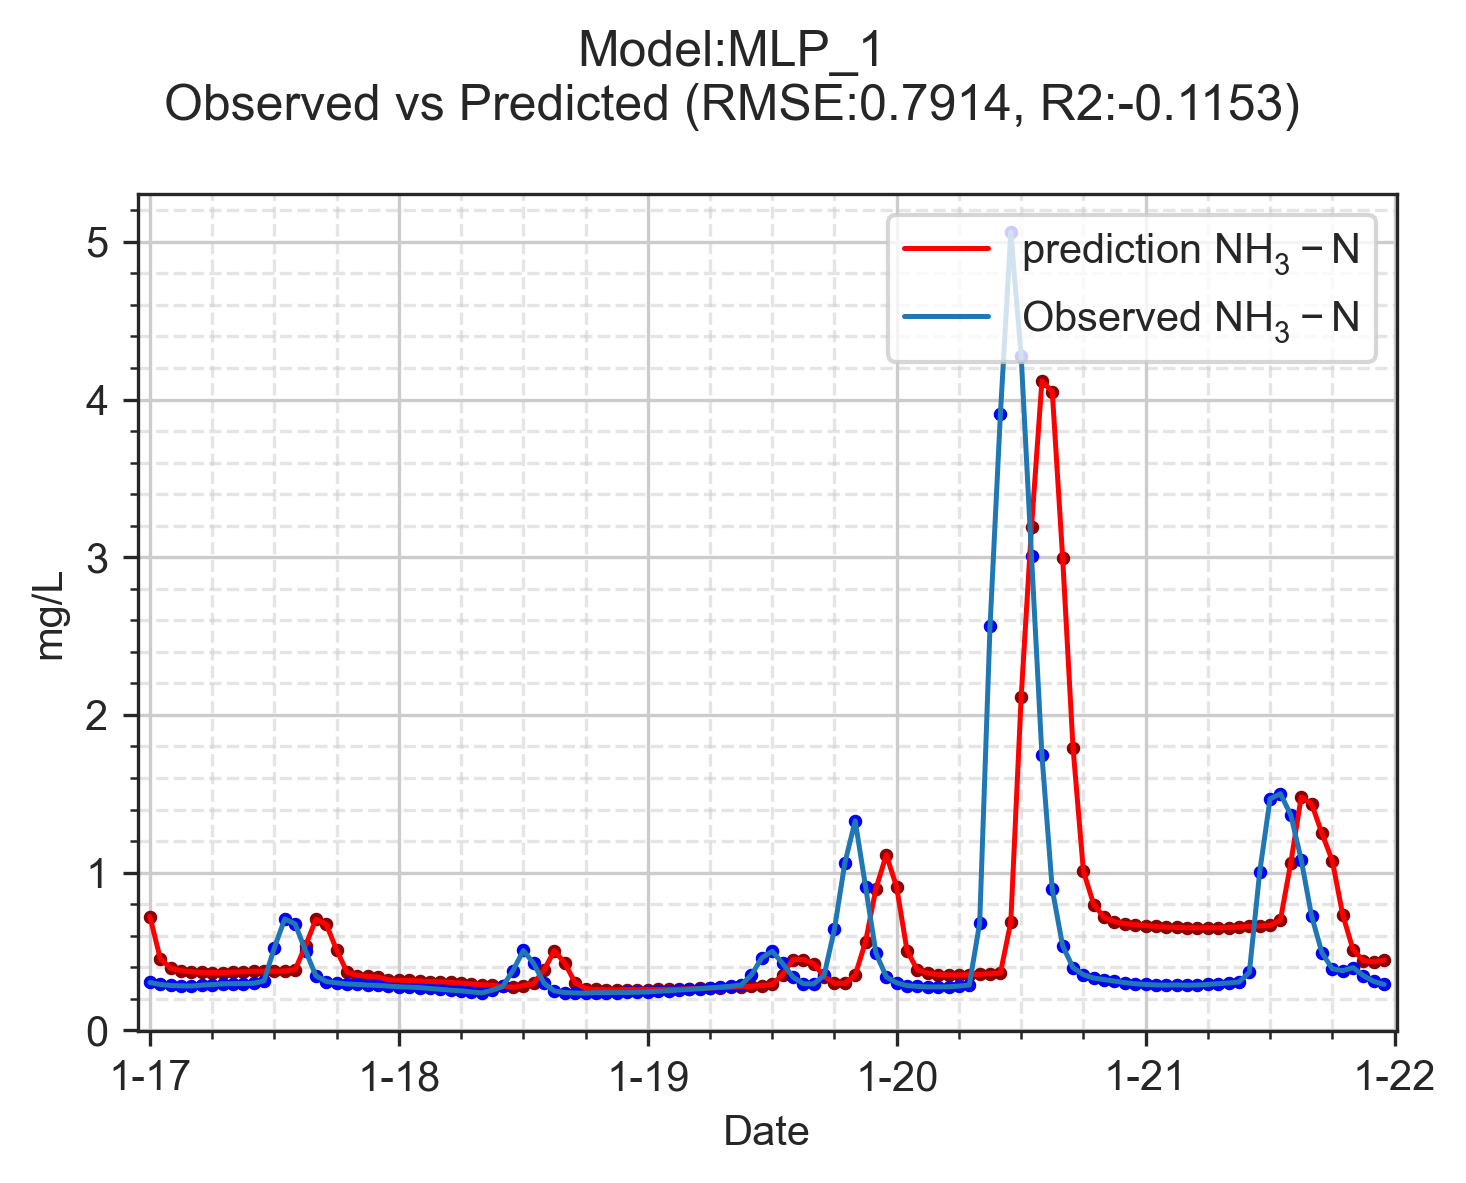 Model:MLP_1
Observed vs Predicted (RMSE:0.7914, R2:-0.1153)
prediction NH₃ − N
Observed NH₃ − N
5
4
3
2
1
0
mg/L
1-17 1-18 1-19 1-20 1-21 1-22
Date